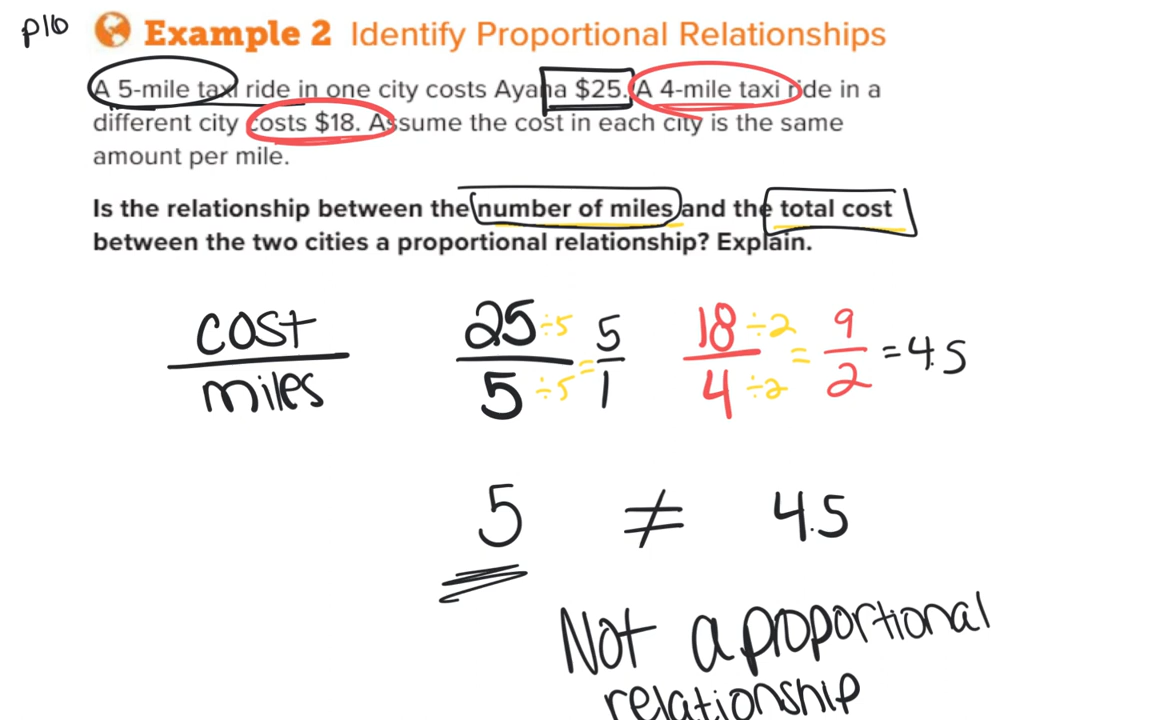 p16
Example 2 Identify Proportional Relationships
A 5-mile taxi ride in one city costs Ayana $25. A 4-mile taxi ride in a
different city costs $18. Assume the cost in each city is the same
amount per mile.
Is the relationship between the number of miles and the total cost
between the two cities a proportional relationship? Explain.
cost 25 ÷5 5 18 ÷2 9
= = = 4.5
miles 5 ÷5 1 4 ÷2 2
5 ≠ 4.5
Not a proportional
relationship